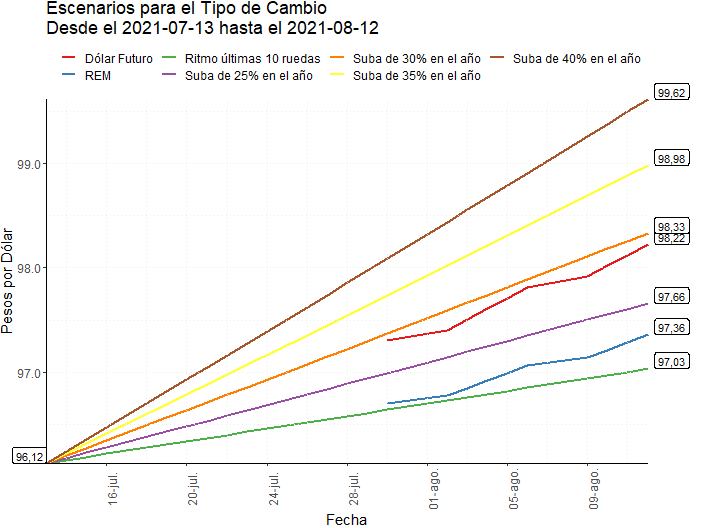 Escenarios para el Tipo de Cambio
Desde el 2021-07-13 hasta el 2021-08-12
Dólar Futuro
Ritmo últimas 10 ruedas
Suba de 30% en el año
Suba de 40% en el año
REM
Suba de 25% en el año
Suba de 35% en el año
99,62
98,98
98,33
98,22
97,66
97,36
97,03
96,12
99.0
98.0
97.0
Pesos por Dólar
16-jul.
20-jul.
24-jul.
28-jul.
01-ago.
05-ago.
09-ago.
Fecha